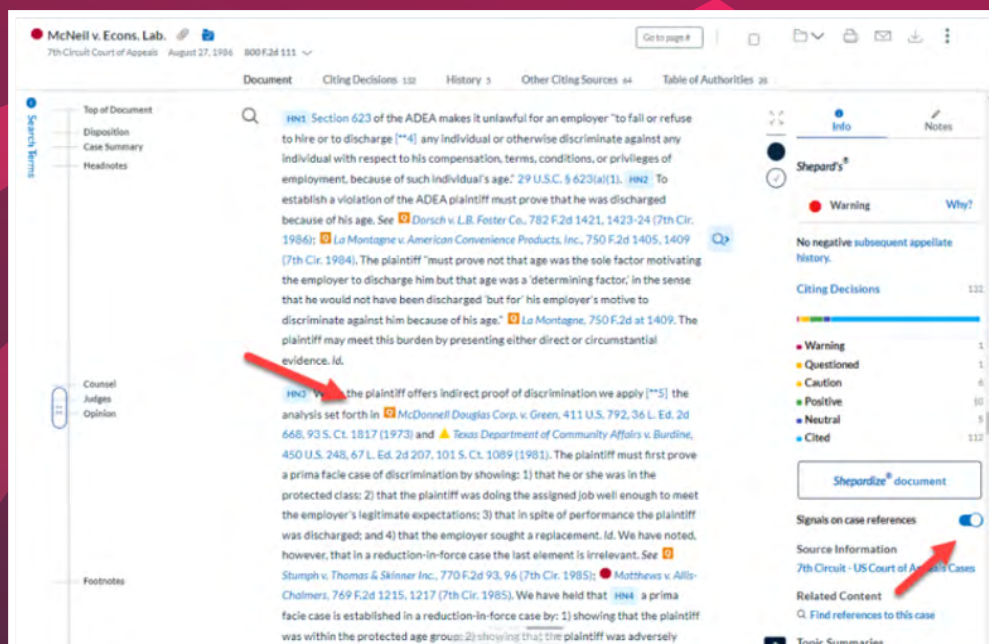 McNeil v. Econs. Lab.
7th Circuit Court of Appeals August 27, 1986 800 F.2d 111
Go to page #
Document Citing Decisions 132 History 5 Other Citing Sources 64 Table of Authorities 28
Search Terms
Top of Document
Disposition
Case Summary
Headnotes
Counsel
Judges
Opinion
Footnotes
HN1 Section 623 of the ADEA makes it unlawful for an employer "to fail or refuse
to hire or to discharge [**4] any individual or otherwise discriminate against any
individual with respect to his compensation, terms, conditions, or privileges of
employment, because of such individual's age." 29 U.S.C. § 623(a)(1). HN2 To
establish a violation of the ADEA plaintiff must prove that he was discharged
because of his age. See Q Dorsch v. L.B. Foster Co., 782 F.2d 1421, 1423-24 (7th Cir.
1986); Q La Montagne v. American Convenience Products, Inc., 750 F.2d 1405, 1409
(7th Cir. 1984). The plaintiff "must prove not that age was the sole factor motivating
the employer to discharge him but that age was a 'determining factor,' in the sense
that he would not have been discharged 'but for' his employer's motive to
discriminate against him because of his age." Q La Montagne, 750 F.2d at 1409. The
plaintiff may meet this burden by presenting either direct or circumstantial
evidence. Id.
HN3 the plaintiff offers indirect proof of discrimination we apply [**5] the
analysis set forth in Q McDonnell Douglas Corp. v. Green, 411 U.S. 792, 36 L. Ed. 2d
668, 93 S. Ct. 1817 (1973) and Texas Department of Community Affairs v. Burdine,
450 U.S. 248, 67 L. Ed. 2d 207, 101 S. Ct. 1089 (1981). The plaintiff must first prove
a prima facie case of discrimination by showing: 1) that he or she was in the
protected class; 2) that the plaintiff was doing the assigned job well enough to meet
the employer's legitimate expectations; 3) that in spite of performance the plaintiff
was discharged; and 4) that the employer sought a replacement. Id. We have noted,
however, that in a reduction-in-force case the last element is irrelevant. See Q
Stumph v. Thomas & Skinner Inc., 770 F.2d 93, 96 (7th Cir. 1985); Matthews v. Allis-
Chalmers, 769 F.2d 1215, 1217 (7th Cir. 1985). We have held that HN4 a prima
facie case is established in a reduction-in-force case by: 1) showing that the plaintiff
was within the protected age group; 2) showing that the plaintiff was adversely
Info Notes
Shepard's®
Warning Why?
No negative subsequent appellate
history.
Citing Decisions 132
Warning 1
Questioned 1
Caution 6
Positive 10
Neutral 5
Cited 112
Shepardize® document
Signals on case references
Source Information
7th Circuit - US Court of Appeals Cases
Related Content
Find references to this case
Topic Summaries